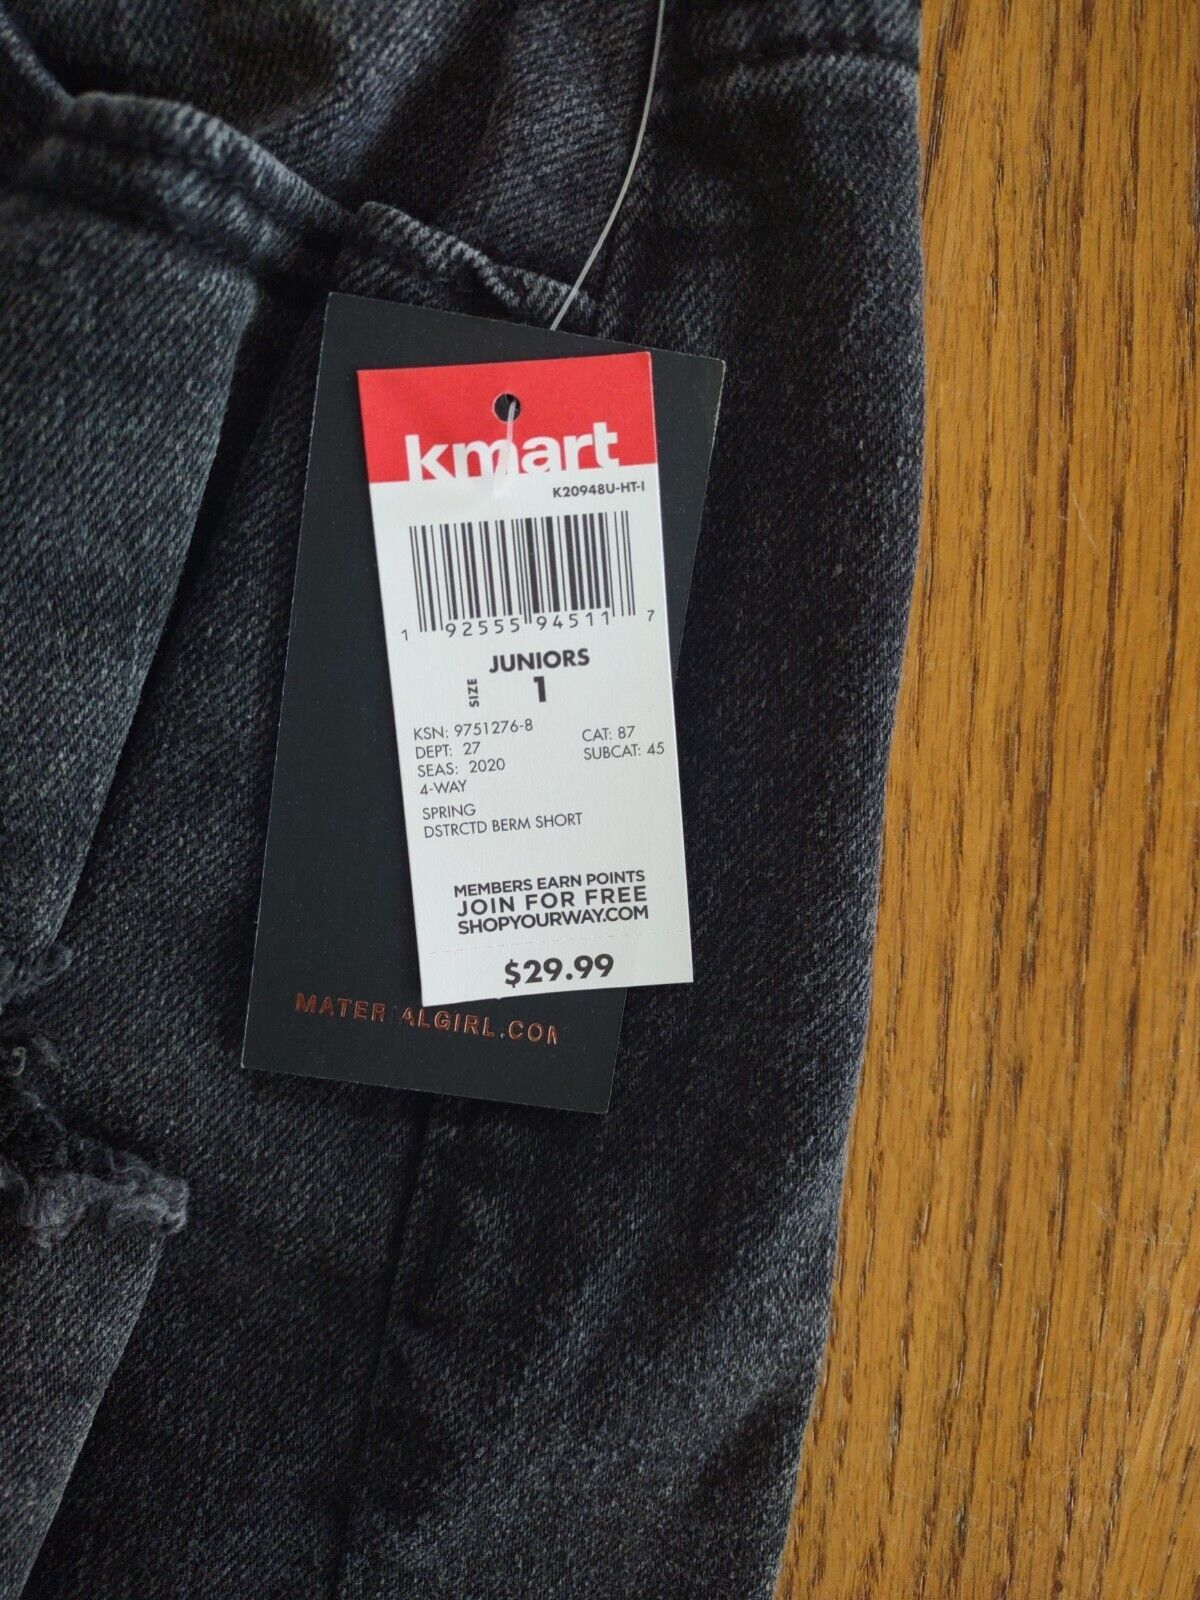 kmart
K20948U-HT-I
1 92555 94511 7
JUNIORS
SIZE 1
KSN: 9751276-8
DEPT: 27 CAT: 87
SEAS: 2020 SUBCAT: 45
4-WAY
SPRING
DSTRCTD BERM SHORT
MEMBERS EARN POINTS
JOIN FOR FREE
SHOPYOURWAY.COM
$29.99
MATERIALGIRL.COM